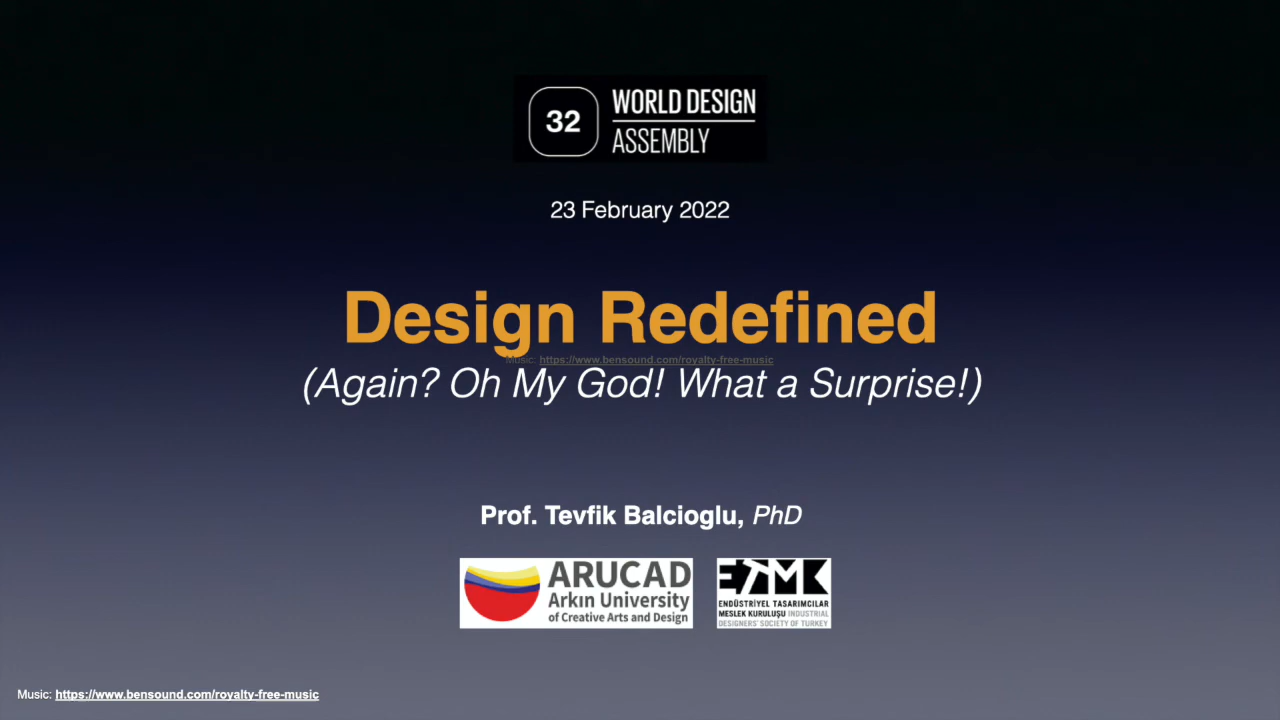 32
WORLD DESIGN
ASSEMBLY
23 February 2022
Design Redefined
Music: https://www.bensound.com/royalty-free-music
(Again? Oh My God! What a Surprise!)
Prof. Tevfik Balcioglu, PhD
ARUCAD
Arkın University
of Creative Arts and Design
ETMK
ENDÜSTRİYEL TASARIMCILAR
MESLEK KURULUŞU INDUSTRIAL
DESIGNERS' SOCIETY OF TURKEY
Music: https://www.bensound.com/royalty-free-music